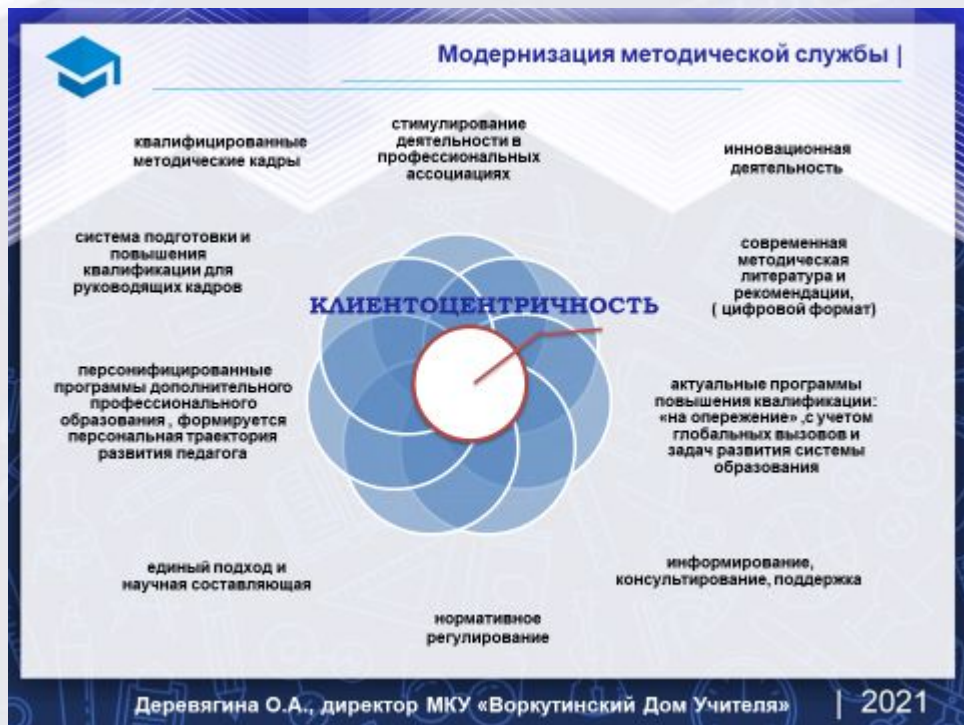 Модернизация методической службы |
квалифицированные
методические кадры
стимулирование
деятельности в
профессиональных
ассоциациях
инновационная
деятельность
система подготовки и
повышения
квалификации для
руководящих кадров
современная
методическая
литература и
рекомендации,
( цифровой формат)
КЛИЕНТОЦЕНТРИЧНОСТЬ
персонифицированные
программы дополнительного
профессионального
образования , формируется
персональная траектория
развития педагога
актуальные программы
повышения квалификации:
«на опережение» ,с учетом
глобальных вызовов и
задач развития системы
образования
единый подход и
научная составляющая
информирование,
консультирование, поддержка
нормативное
регулирование
Деревягина О.А., директор МКУ «Воркутинский Дом Учителя» | 2021